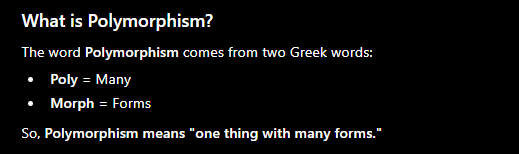 What is Polymorphism?
The word Polymorphism comes from two Greek words:
• Poly = Many
• Morph = Forms
So, Polymorphism means "one thing with many forms."